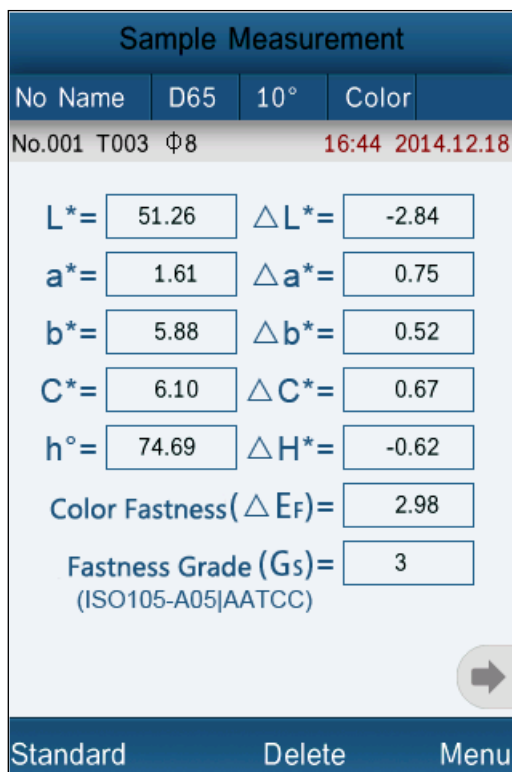 Sample Measurement
No Name D65 10° Color
No.001 T003 Φ8 16:44 2014.12.18
L*= 51.26 △L*= -2.84
a*= 1.61 △a*= 0.75
b*= 5.88 △b*= 0.52
C*= 6.10 △C*= 0.67
h°= 74.69 △H*= -0.62
Color Fastness(△EF)= 2.98
Fastness Grade (Gs)= 3
(ISO105-A05|AATCC)
Standard Delete Menu